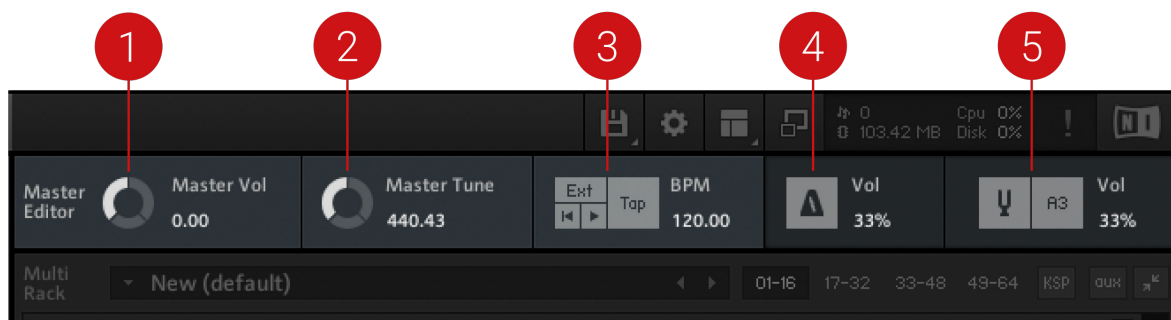 1 2 3 4 5
0 Cpu 0% ! NI
103.42 MB Disk 0%
Master Editor
Master Vol
0.00
Master Tune
440.43
Ext
Tap
BPM
120.00
Vol
33%
A3
Vol
33%
Multi Rack
New (default)
01-16 17-32 33-48 49-64 KSP aux